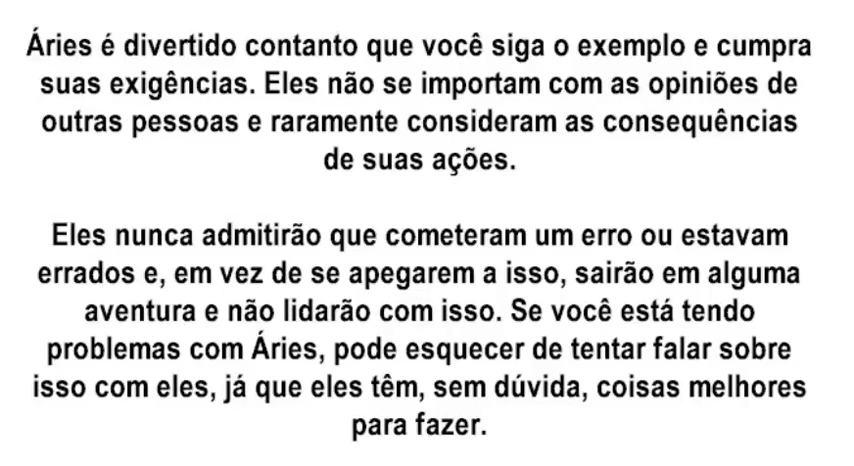 Áries é divertido contanto que você siga o exemplo e cumpra
suas exigências. Eles não se importam com as opiniões de
outras pessoas e raramente consideram as consequências
de suas ações.
Eles nunca admitirão que cometeram um erro ou estavam
errados e, em vez de se apegarem a isso, sairão em alguma
aventura e não lidarão com isso. Se você está tendo
problemas com Áries, pode esquecer de tentar falar sobre
isso com eles, já que eles têm, sem dúvida, coisas melhores
para fazer.